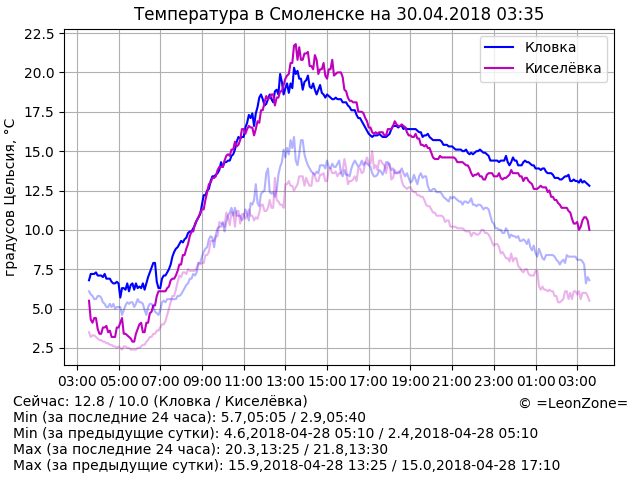 Температура в Смоленске на 30.04.2018 03:35
22.5
20.0
17.5
15.0
12.5
10.0
7.5
5.0
2.5
градусов Цельсия, °C
Кловка
Киселёвка
03:00 05:00 07:00 09:00 11:00 13:00 15:00 17:00 19:00 21:00 23:00 01:00 03:00
Сейчас: 12.8 / 10.0 (Кловка / Киселёвка)
© =LeonZone=
Min (за последние 24 часа): 5.7,05:05 / 2.9,05:40
Min (за предыдущие сутки): 4.6,2018-04-28 05:10 / 2.4,2018-04-28 05:10
Max (за последние 24 часа): 20.3,13:25 / 21.8,13:30
Max (за предыдущие сутки): 15.9,2018-04-28 13:25 / 15.0,2018-04-28 17:10